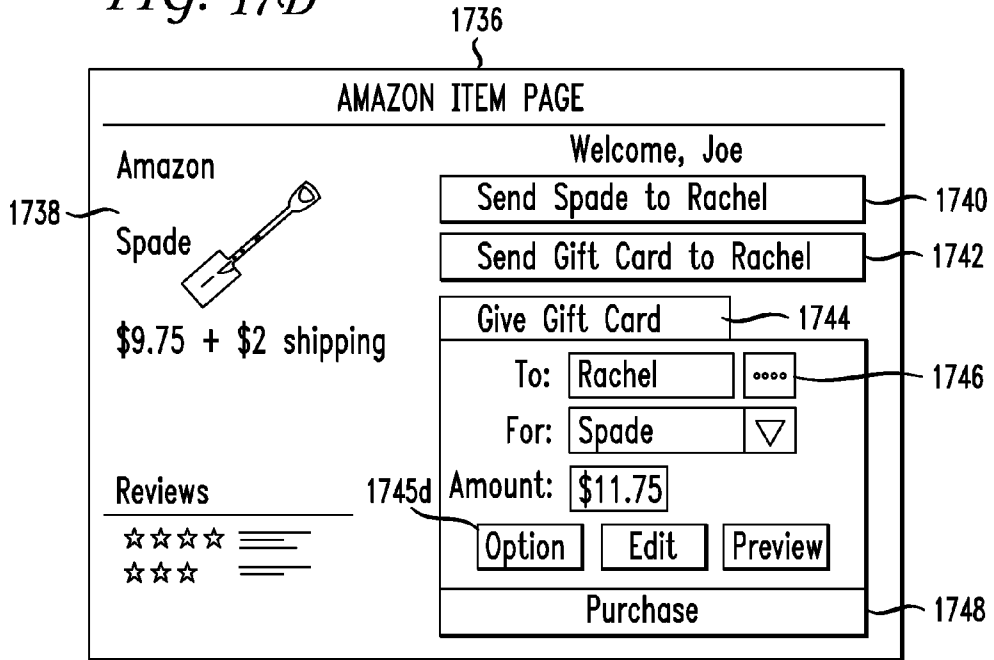 FIG. 17D
1736
AMAZON ITEM PAGE
Welcome, Joe
Amazon
Send Spade to Rachel
1740
1738
Spade
Send Gift Card to Rachel
1742
Give Gift Card
1744
$9.75 + $2 shipping
To: Rachel
1746
For: Spade
Reviews
1745d
Amount: $11.75
Option Edit Preview
Purchase
1748